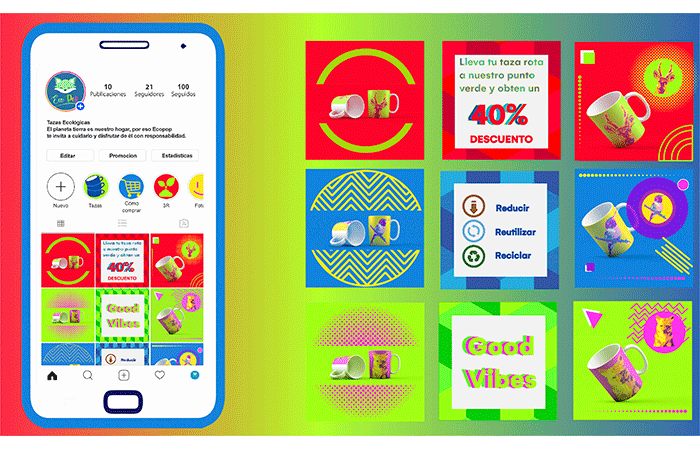 10
21
100
Publicaciones
Seguidores
Seguidos
Eco Pop
Tazas Ecológicas
El planeta tierra es nuestro hogar, por eso Ecopop
te invita a cuidarlo y disfrutar de él con responsabilidad.
Editar
Promocion
Estadísticas
Nuevo
Tazas
Cómo
comprar
3R
Lleva tu taza rota
a nuestro punto
verde y obten un
40%
DESCUENTO
Good
Vibes
Reducir
Lleva tu taza rota
a nuestro punto
verde y obten un
40%
DESCUENTO
Reducir
Reutilizar
Reciclar
Good
Vibes